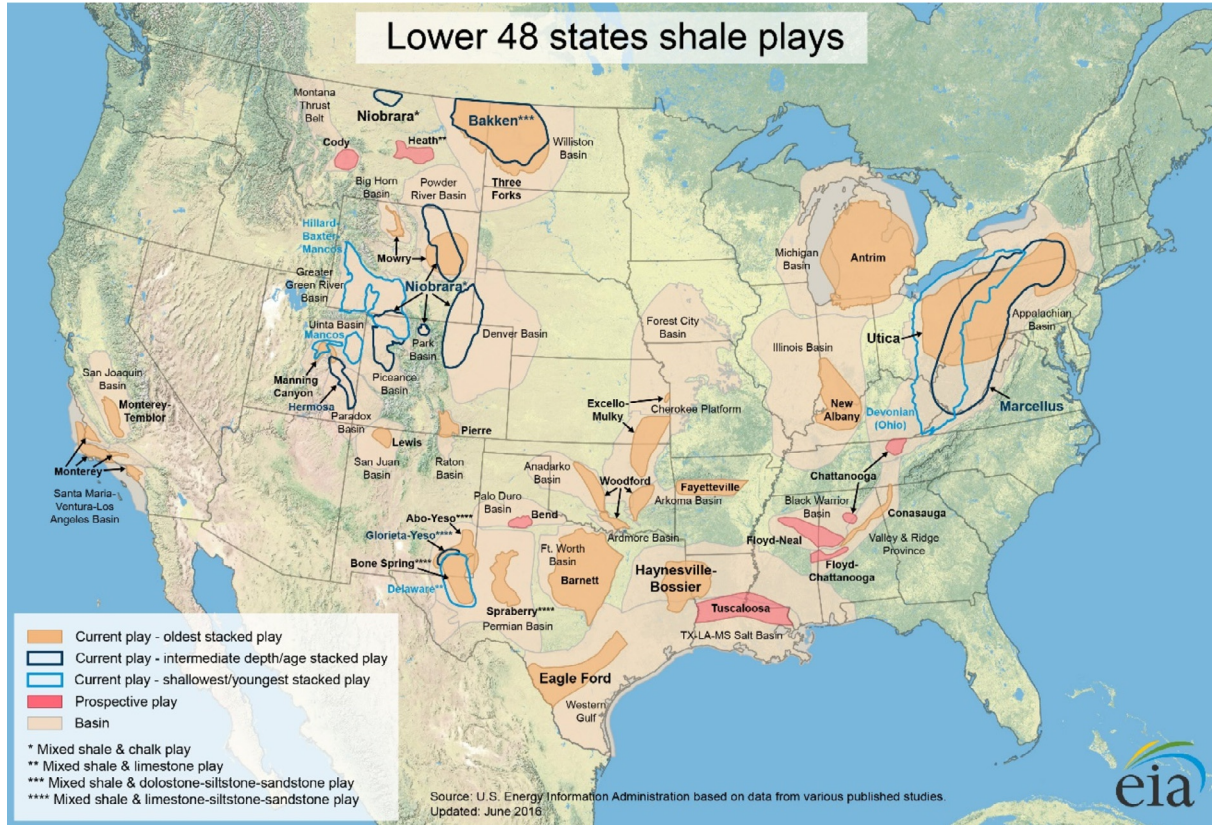 Lower 48 states shale plays
Montana
Thrust
Belt
Niobrara*
Bakken***
Williston
Basin
Cody
Heath**
Three
Forks
Big Horn
Basin
Powder
River Basin
Hillard-
Baxter-
Mancos
Mowry
Greater
Green River
Basin
Niobrara*
Uinta Basin
Mancos
Park
Basin
Denver Basin
Manning
Canyon
Piceance
Basin
Hermosa
Paradox
Basin
San Joaquin
Basin
Monterey-
Temblor
Monterey
Santa Maria-
Ventura-Los
Angeles Basin
Lewis
San Juan
Basin
Pierre
Raton
Basin
Forest City
Basin
Excello-
Mulky
Cherokee Platform
Michigan
Basin
Antrim
Illinois Basin
New
Albany
Utica
Appalachian
Basin
Marcellus
Devonian
(Ohio)
Chattanooga
Anadarko
Basin
Woodford
Fayetteville
Arkoma Basin
Palo Duro
Basin
Bend
Ardmore Basin
Black Warrior
Basin
Conasauga
Valley & Ridge
Province
Floyd-Neal
Floyd-
Chattanooga
Abo-Yeso****
Glorieta-Yeso****
Bone Spring****
Delaware**
Ft. Worth
Basin
Barnett
Spraberry****
Permian Basin
Haynesville-
Bossier
Tuscaloosa
TX-LA-MS Salt Basin
Eagle Ford
Western
Gulf
Current play - oldest stacked play
Current play - intermediate depth/age stacked play
Current play - shallowest/youngest stacked play
Prospective play
Basin
* Mixed shale & chalk play
** Mixed shale & limestone play
*** Mixed shale & dolostone-siltstone-sandstone play
**** Mixed shale & limestone-siltstone-sandstone play
Source: U.S. Energy Information Administration based on data from various published studies.
Updated: June 2016
eia